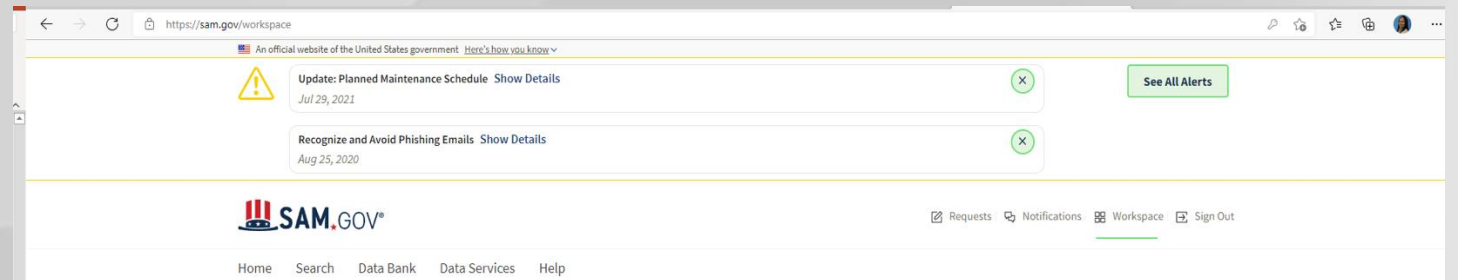 https://sam.gov/workspace
An official website of the United States government Here's how you know
Update: Planned Maintenance Schedule Show Details
Jul 29, 2021
See All Alerts
Recognize and Avoid Phishing Emails Show Details
Aug 25, 2020
SAM.GOV®
Requests Notifications Workspace Sign Out
Home Search Data Bank Data Services Help